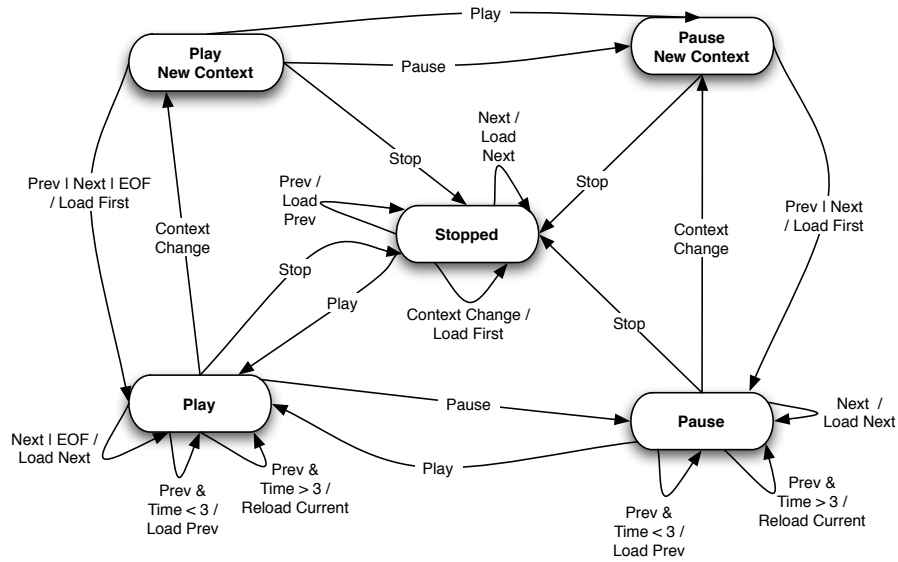 Play
Play
New Context
Pause
New Context
Pause
Next /
Load
Next
Stop
Prev | Next | EOF
/ Load First
Prev /
Load
Prev
Stop
Prev | Next
/ Load First
Context
Change
Stopped
Context
Change
Stop
Play
Context Change /
Load First
Stop
Play
Pause
Pause
Next /
Load Next
Next | EOF /
Load Next
Play
Prev &
Time > 3 /
Reload Current
Prev &
Time < 3 /
Load Prev
Prev &
Time > 3 /
Reload Current
Prev &
Time < 3 /
Load Prev